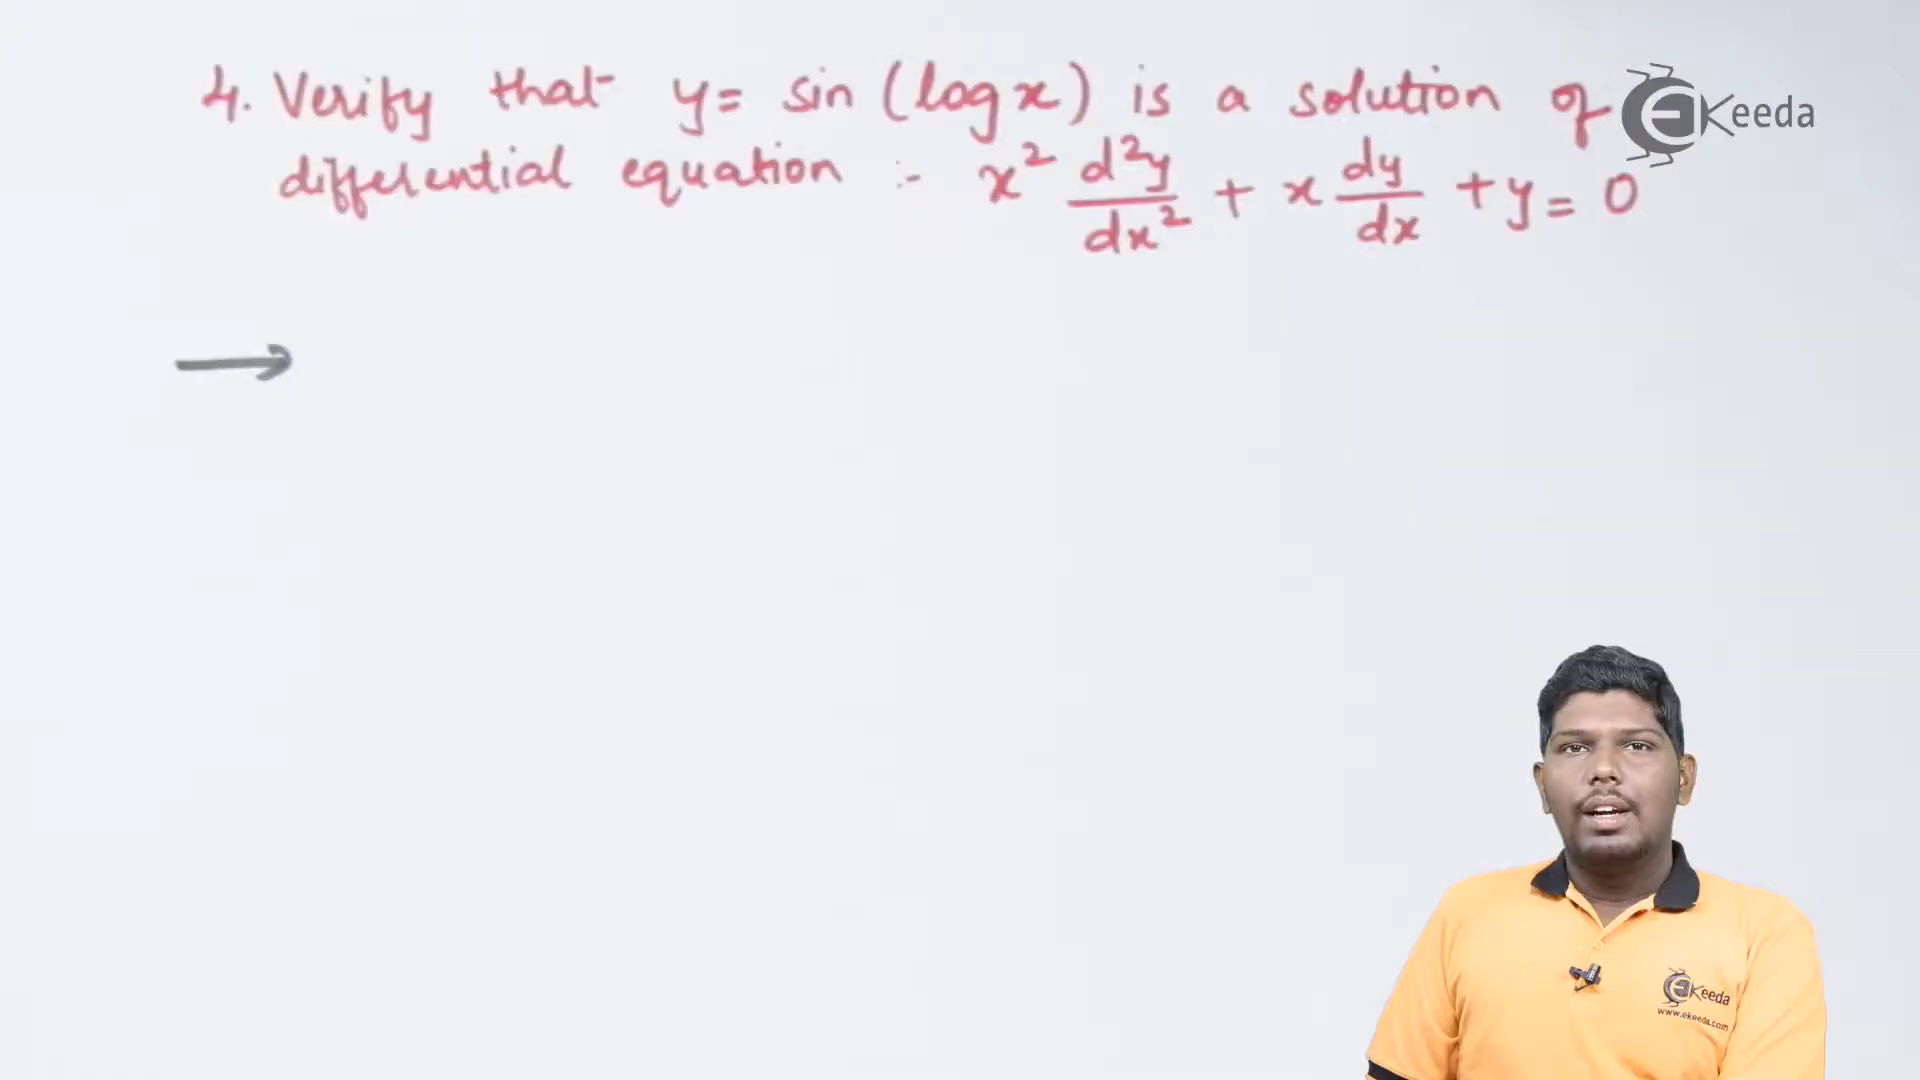 4. Verify that y = sin (log x) is a solution of
differential equation :- x² d²y/dx² + x dy/dx + y = 0
EKeeda
EKeeda
www.ekeeda.com